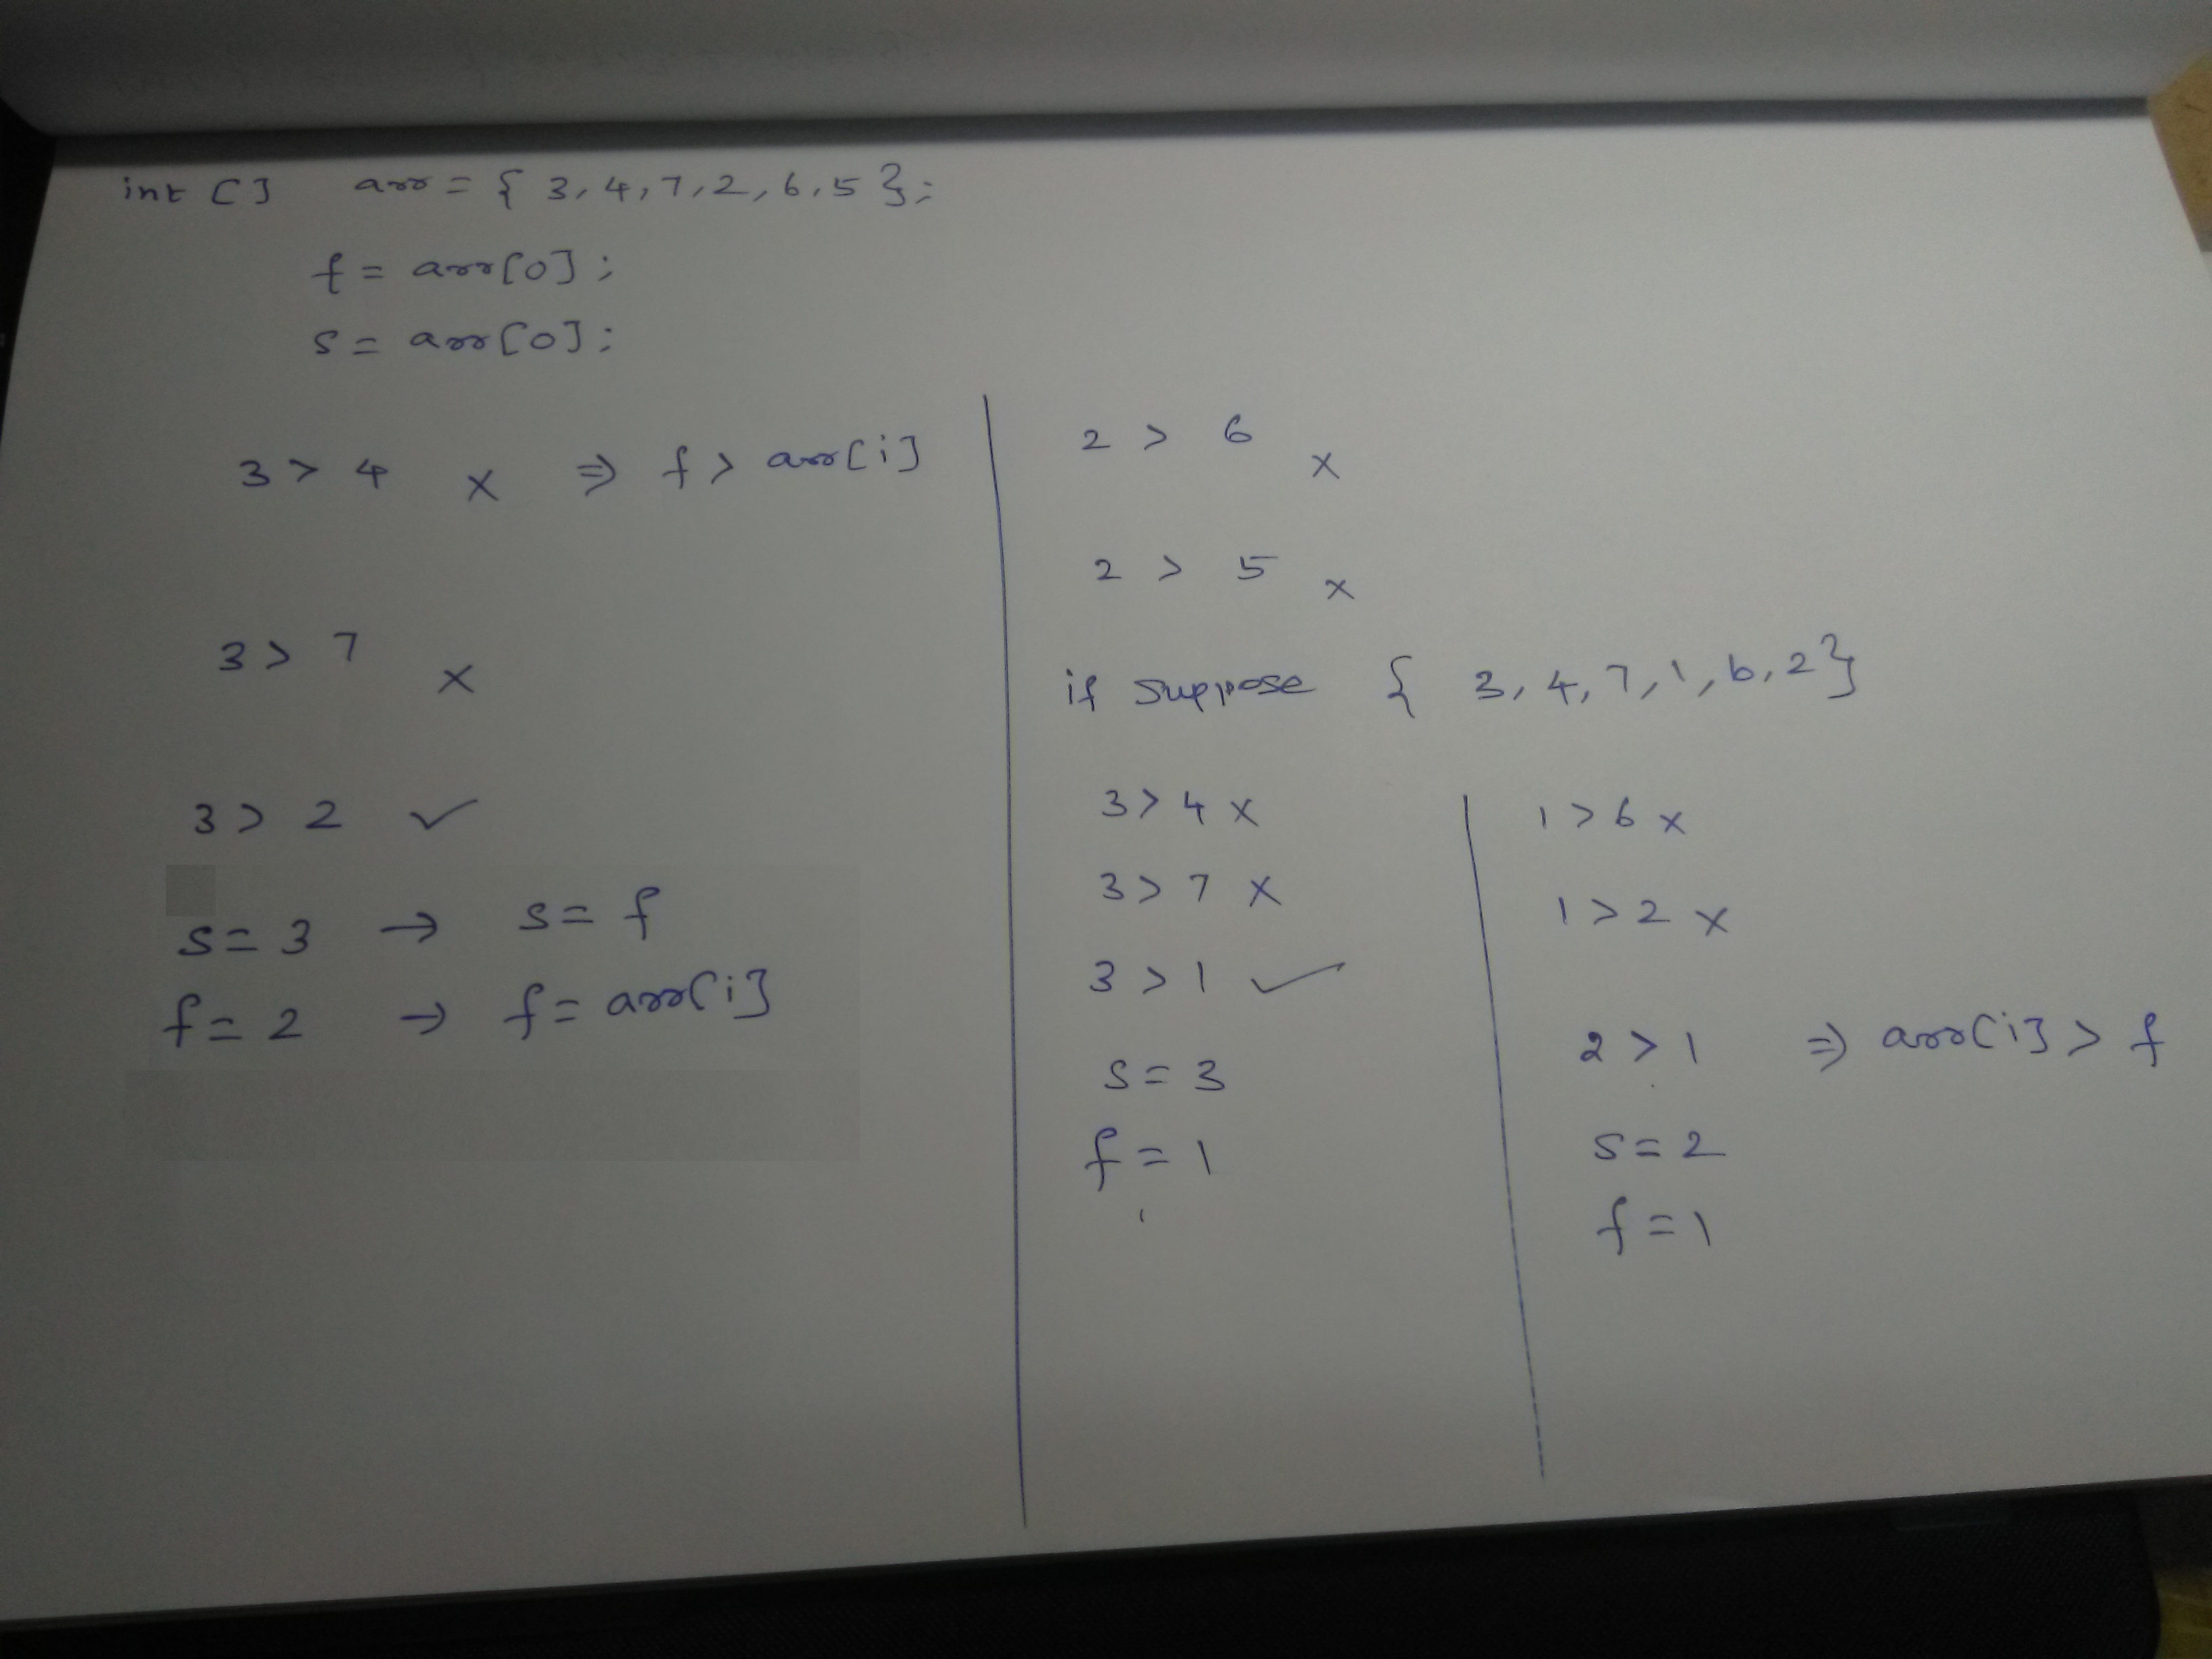 int [] arr = { 3, 4, 7, 2, 6, 5 };
f = arr[0];
s = arr[0];
3 > 4 x ⇒ f > arr[i]
3 > 7 x
3 > 2 ✓
s = 3 → s = f
f = 2 → f = arr[i]
2 > 6 x
2 > 5 x
if suppose { 3, 4, 7, 1, 6, 2 }
3 > 4 x
3 > 7 x
3 > 1 ✓
s = 3
f = 1
1 > 6 x
1 > 2 x
2 > 1 ⇒ arr[i] > f
s = 2
f = 1